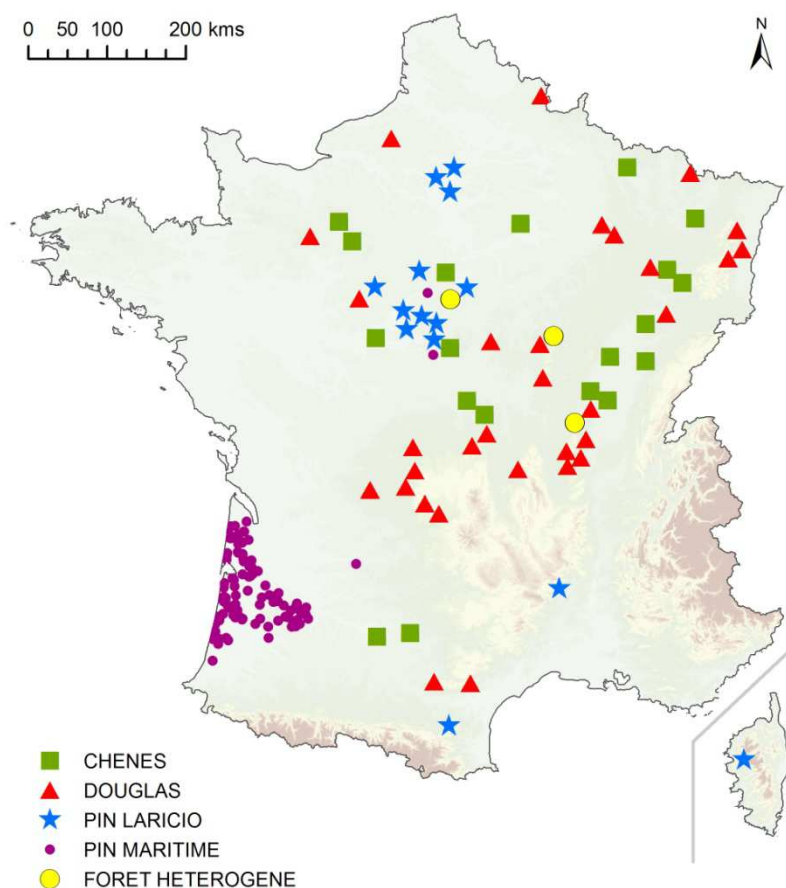 0 50 100 200 kms
N
CHENES
DOUGLAS
PIN LARICIO
PIN MARITIME
FORET HETEROGENE